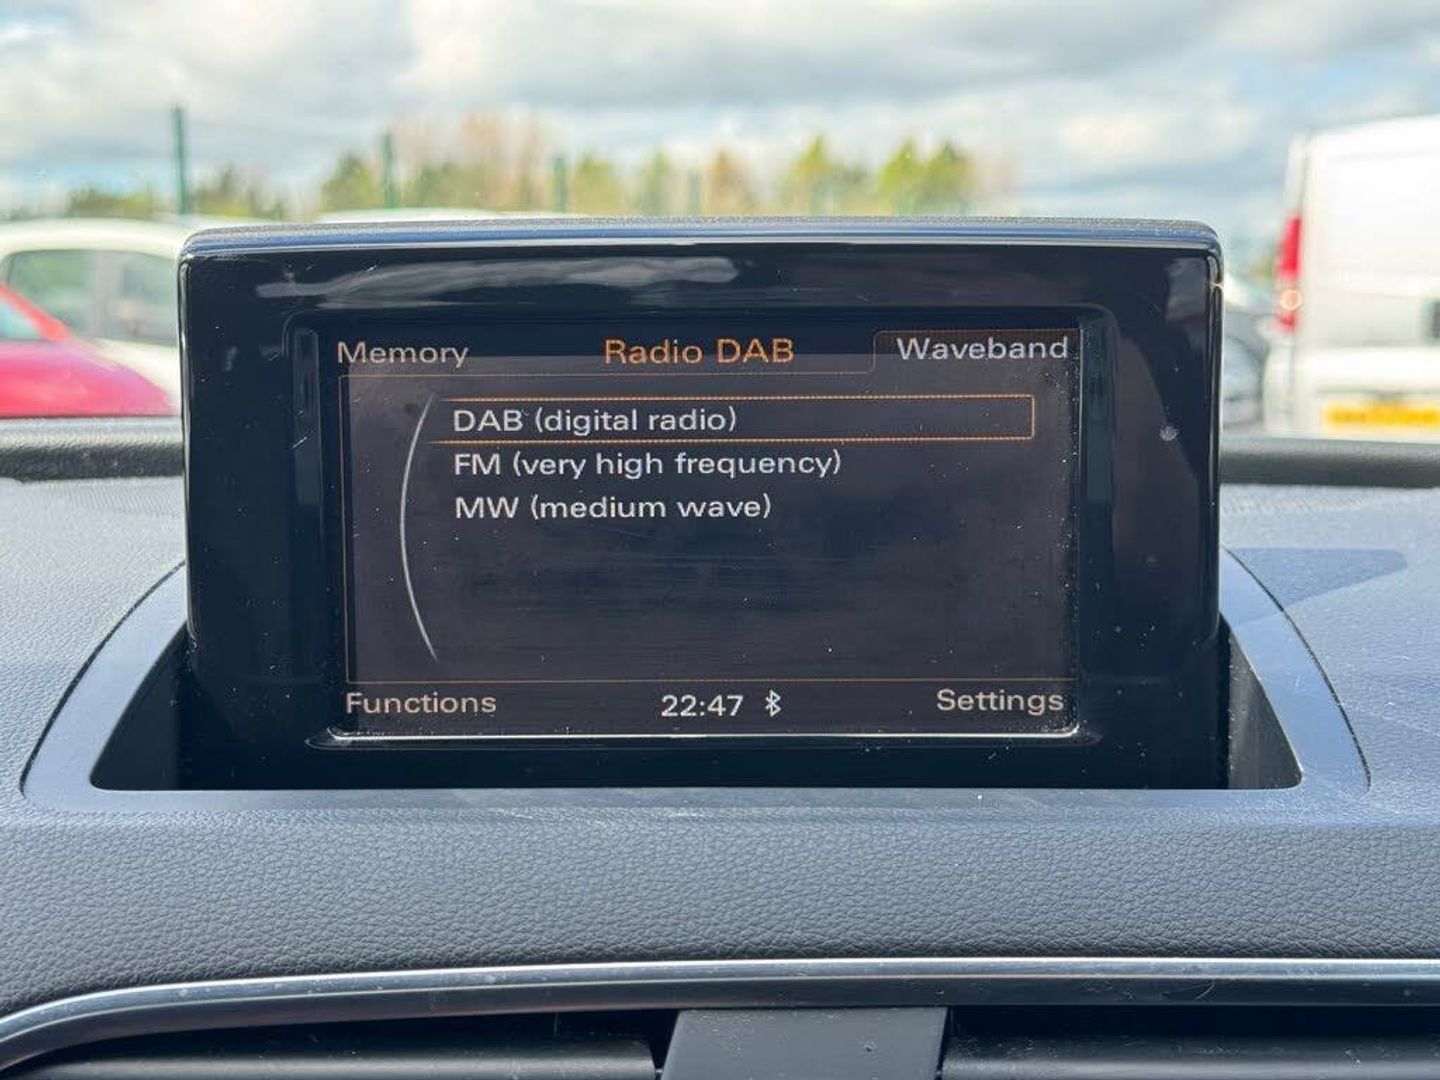 Memory Radio DAB Waveband
DAB (digital radio)
FM (very high frequency)
MW (medium wave)
Functions 22:47 Settings